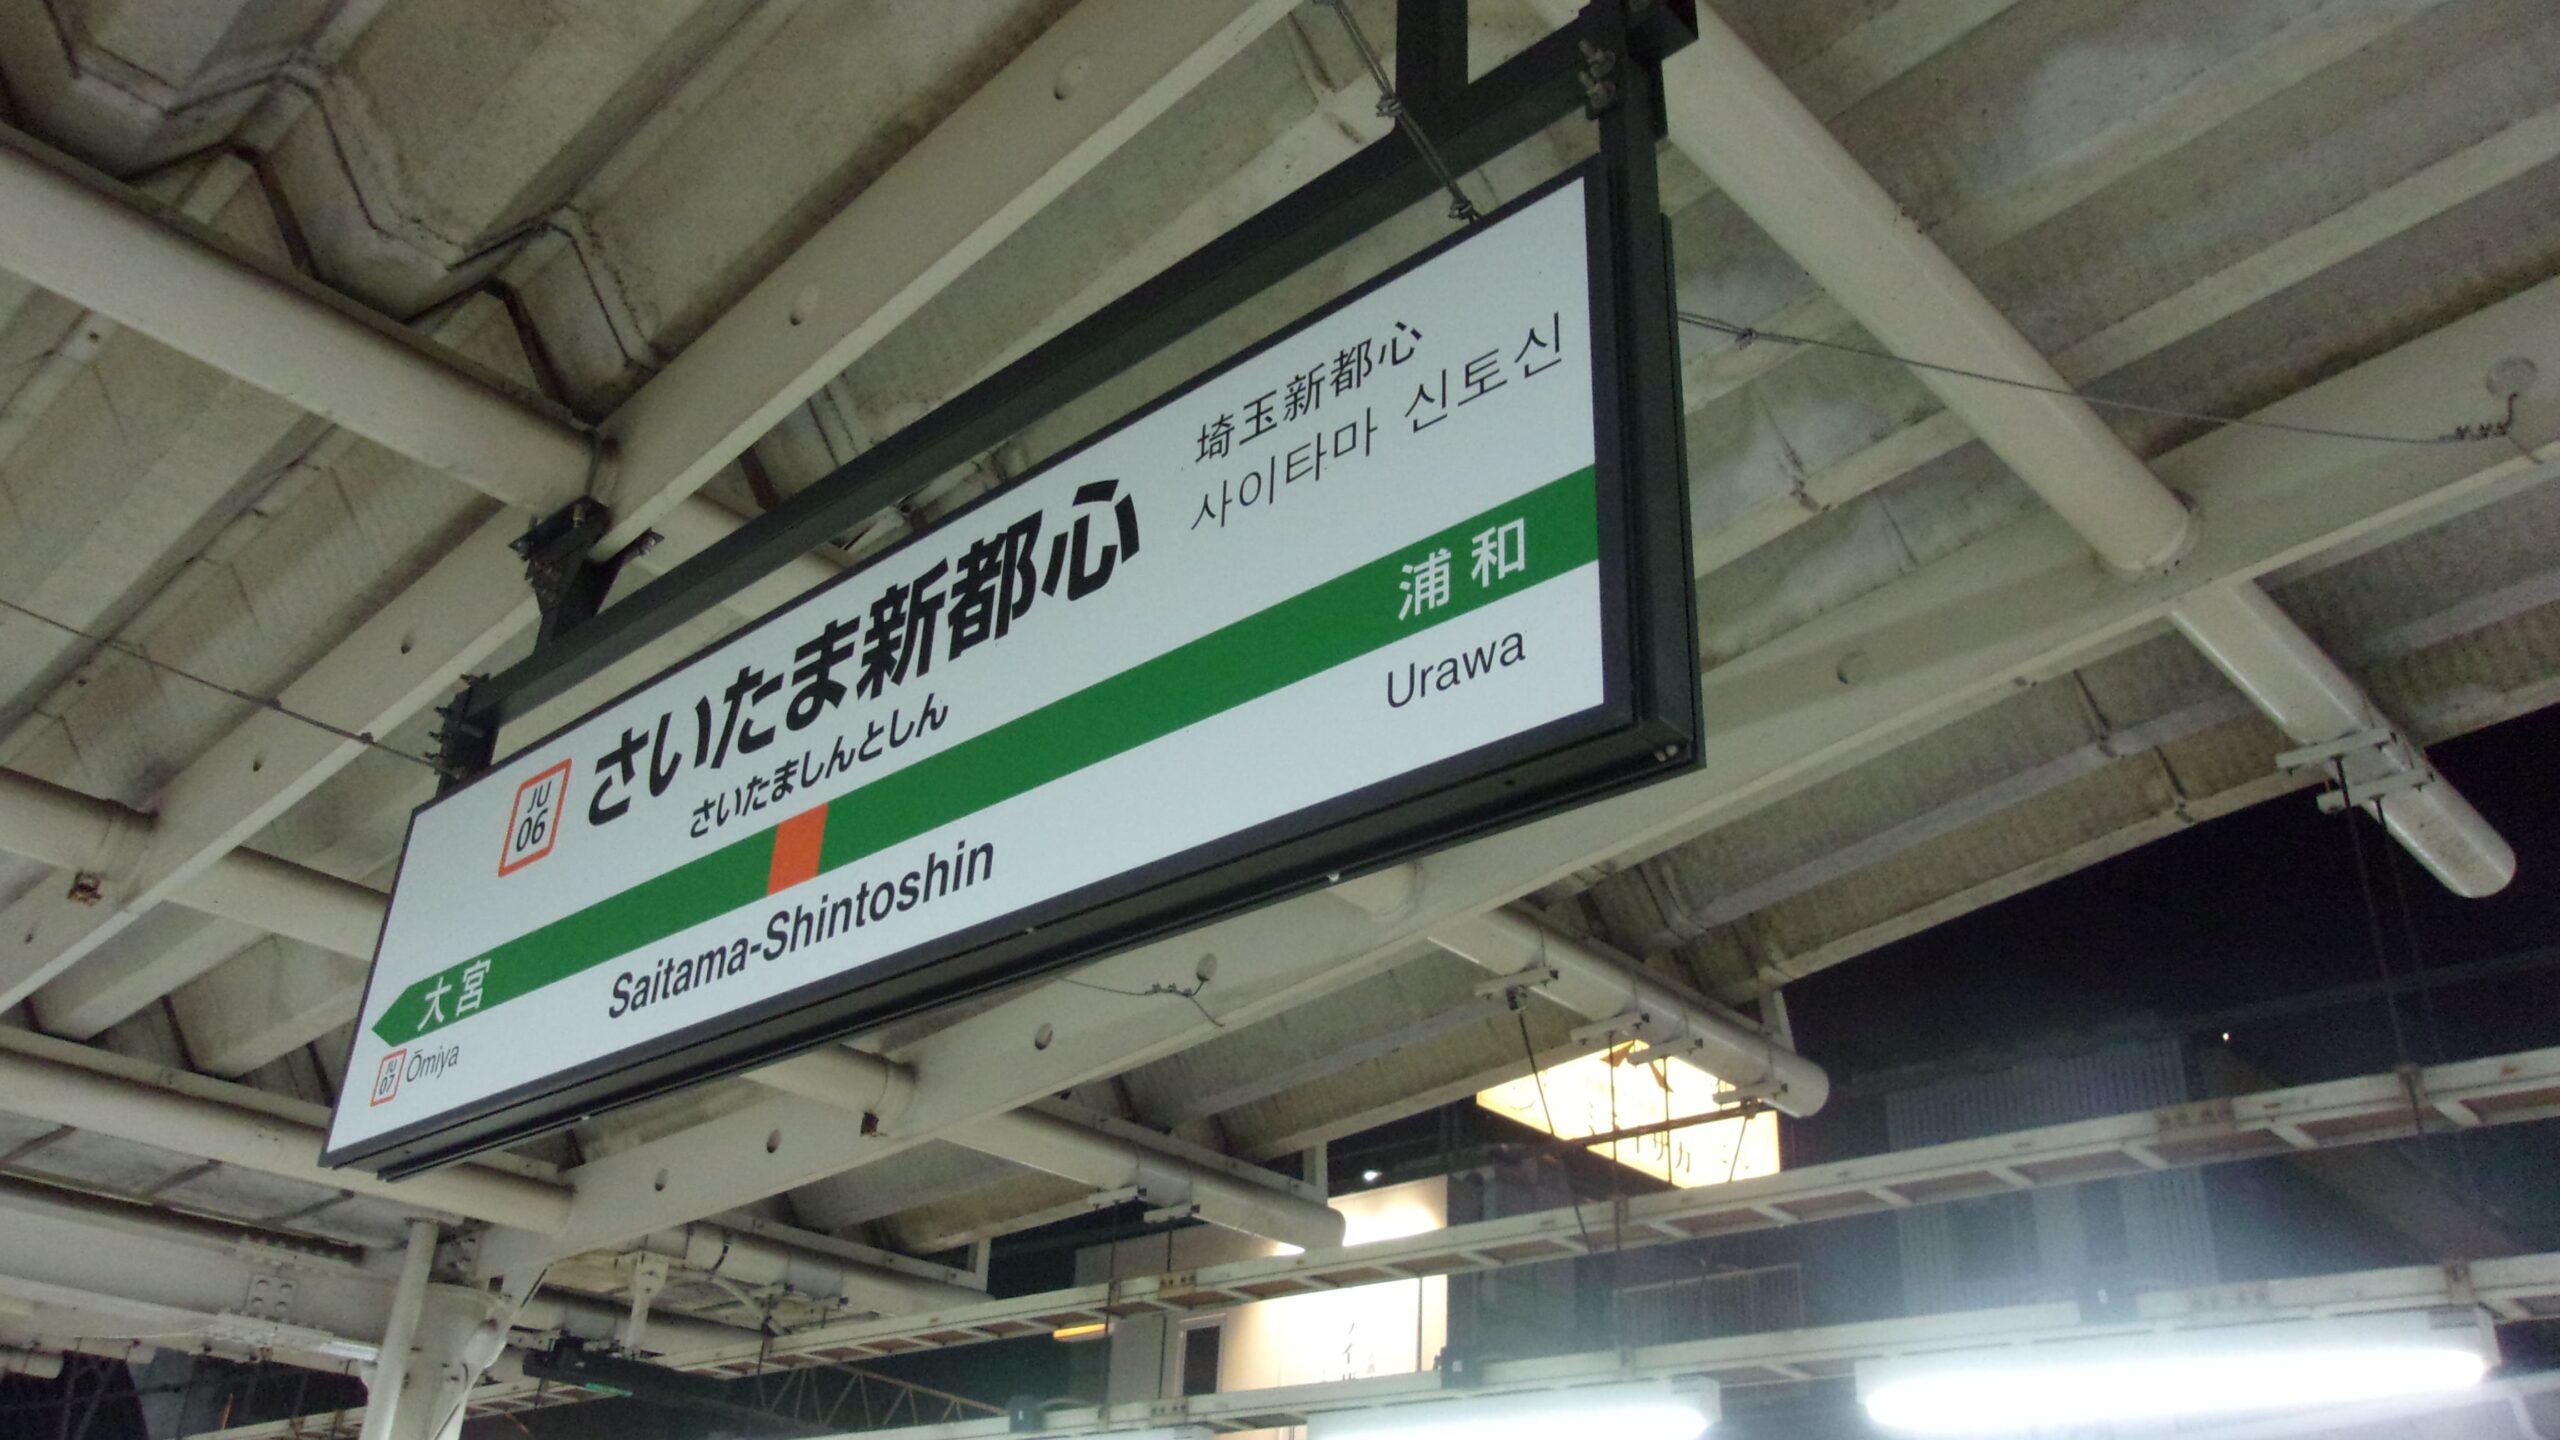 埼玉新都心
사이타마 신토신
JU
06
さいたま新都心
さいたましんとしん
浦和
Urawa
Saitama-Shintoshin
大宮
JU
07
Ōmiya